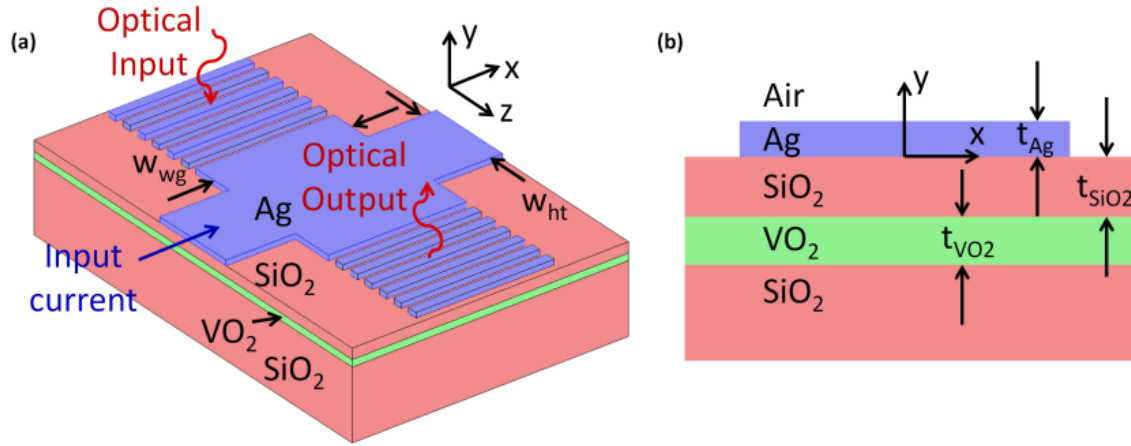 (a)
Optical
Input
y
x
z
w_wg
Optical
Output
w_ht
Ag
Input
current
SiO₂
VO₂
SiO₂
(b)
Air
y
Ag
x
t_Ag
SiO₂
t_SiO2
VO₂
t_VO2
SiO₂